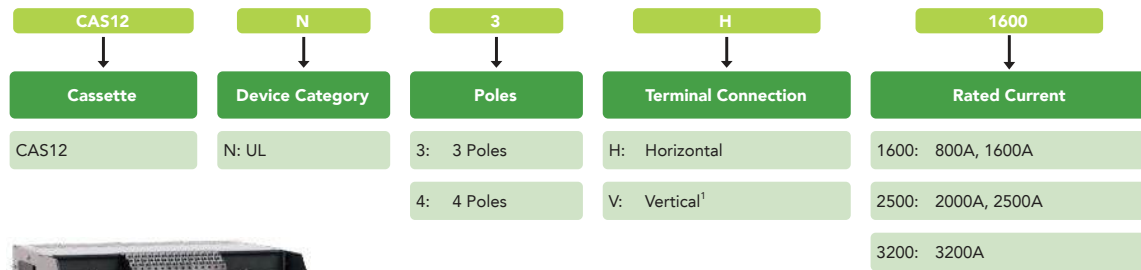 CAS12 N 3 H 1600
Cassette Device Category Poles Terminal Connection Rated Current
CAS12 N: UL 3: 3 Poles H: Horizontal 1600: 800A, 1600A
4: 4 Poles V: Vertical¹ 2500: 2000A, 2500A
3200: 3200A